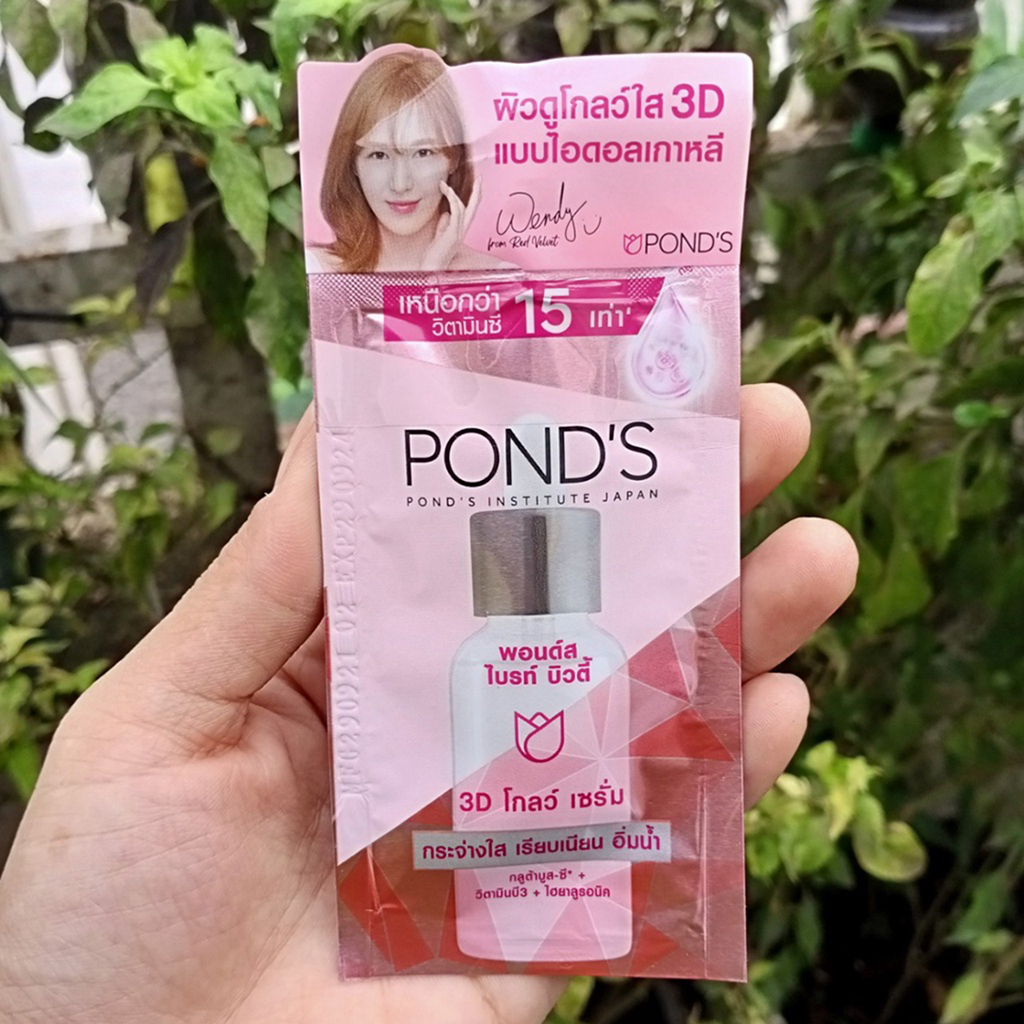 ผิวดูโกลว์ใส 3D
แบบไอดอลเกาหลี
Wendy
from Red Velvet
POND'S
เหนือกว่า
วิตามินซี
15 เท่า
POND'S
POND'S INSTITUTE JAPAN
พอนด์ส
ไบรท์ บิวตี้
3D โกลว์ เซรั่ม
กระจ่างใส เรียบเนียน อิ่มน้ำ
กลูต้าบูส-ซี* +
วิตามินบี3 + ไฮยาลูรอนิค